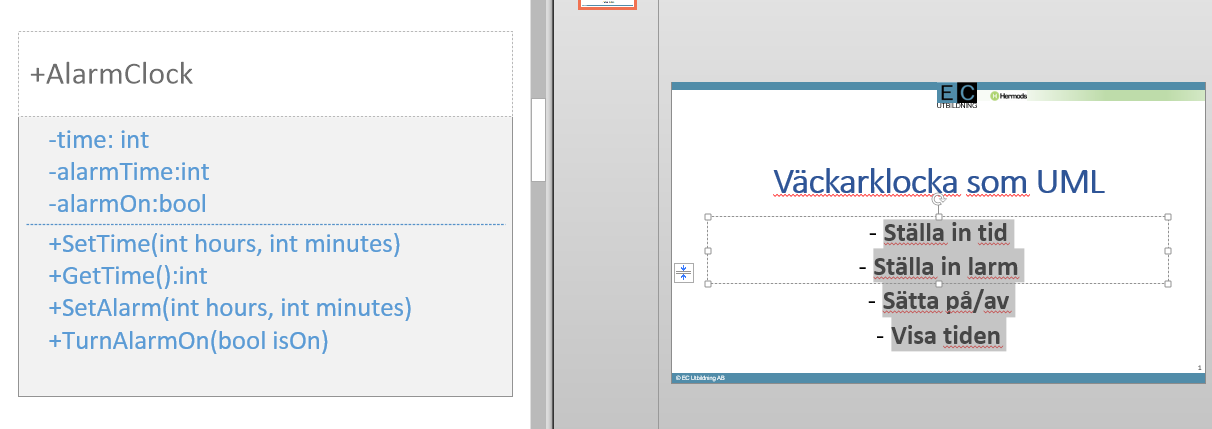 +AlarmClock
-time: int
-alarmTime:int
-alarmOn:bool
+SetTime(int hours, int minutes)
+GetTime():int
+SetAlarm(int hours, int minutes)
+TurnAlarmOn(bool isOn)
EC
UTBILDNING
H Hermods
Väckarklocka som UML
- Ställa in tid
- Ställa in larm
- Sätta på/av
- Visa tiden
1
© EC Utbildning AB